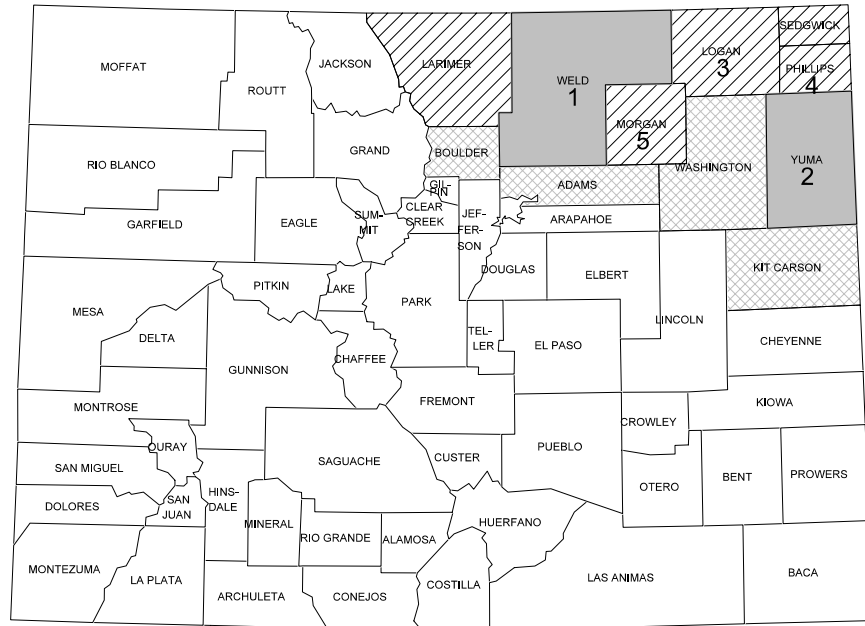 SEDGWICK
LOGAN
3
MOFFAT
JACKSON
LARIMER
WELD
1
PHILLIPS
4
ROUTT
MORGAN
5
GRAND
BOULDER
RIO BLANCO
WASHINGTON
YUMA
2
GIL-
PIN
ADAMS
CLEAR
CREEK
GARFIELD
EAGLE
SUM-
MIT
JEF-
FER-
SON
ARAPAHOE
DOUGLAS
ELBERT
KIT CARSON
PITKIN
LAKE
PARK
MESA
LINCOLN
DELTA
TEL-
LER
EL PASO
CHEYENNE
CHAFFEE
GUNNISON
MONTROSE
FREMONT
CROWLEY
KIOWA
OURAY
PUEBLO
SAN MIGUEL
SAGUACHE
CUSTER
BENT
PROWERS
OTERO
DOLORES
SAN
JUAN
HINS-
DALE
MINERAL
RIO GRANDE
ALAMOSA
HUERFANO
MONTEZUMA
LA PLATA
ARCHULETA
CONEJOS
COSTILLA
LAS ANIMAS
BACA